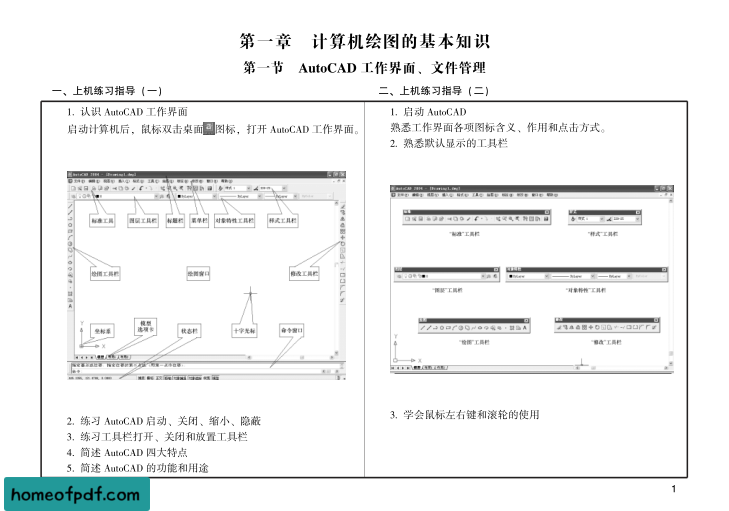 第一章 计算机绘图的基本知识
第一节 AutoCAD 工作界面、文件管理
一、上机练习指导（一）
1. 认识 AutoCAD 工作界面
启动计算机后，鼠标双击桌面图标，打开 AutoCAD 工作界面。
标准工具
图层工具栏
标题栏
菜单栏
对象特性工具栏
样式工具栏
绘图工具栏
绘图窗口
修改工具栏
坐标系
模型
选项卡
状态栏
十字光标
命令窗口
2. 练习 AutoCAD 启动、关闭、缩小、隐蔽
3. 练习工具栏打开、关闭和放置工具栏
4. 简述 AutoCAD 四大特点
5. 简述 AutoCAD 的功能和用途
二、上机练习指导（二）
1. 启动 AutoCAD
熟悉工作界面各项图标含义、作用和点击方式。
2. 熟悉默认显示的工具栏
"标准"工具栏
"样式"工具栏
"图层"工具栏
"对象特性"工具栏
"绘图"工具栏
"修改"工具栏
3. 学会鼠标左右键和滚轮的使用
1
homeofpdf.com